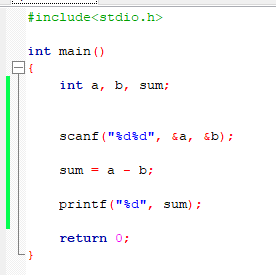 #include<stdio.h>
int main()
{
int a, b, sum;
scanf("%d%d", &a, &b);
sum = a - b;
printf("%d", sum);
return 0;
}